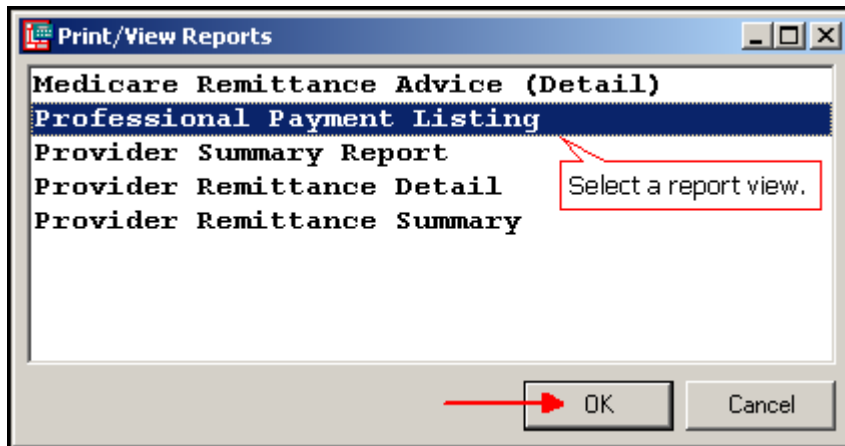 Print/View Reports
Medicare Remittance Advice (Detail)
Professional Payment Listing
Provider Summary Report
Provider Remittance Detail
Select a report view.
Provider Remittance Summary
OK
Cancel